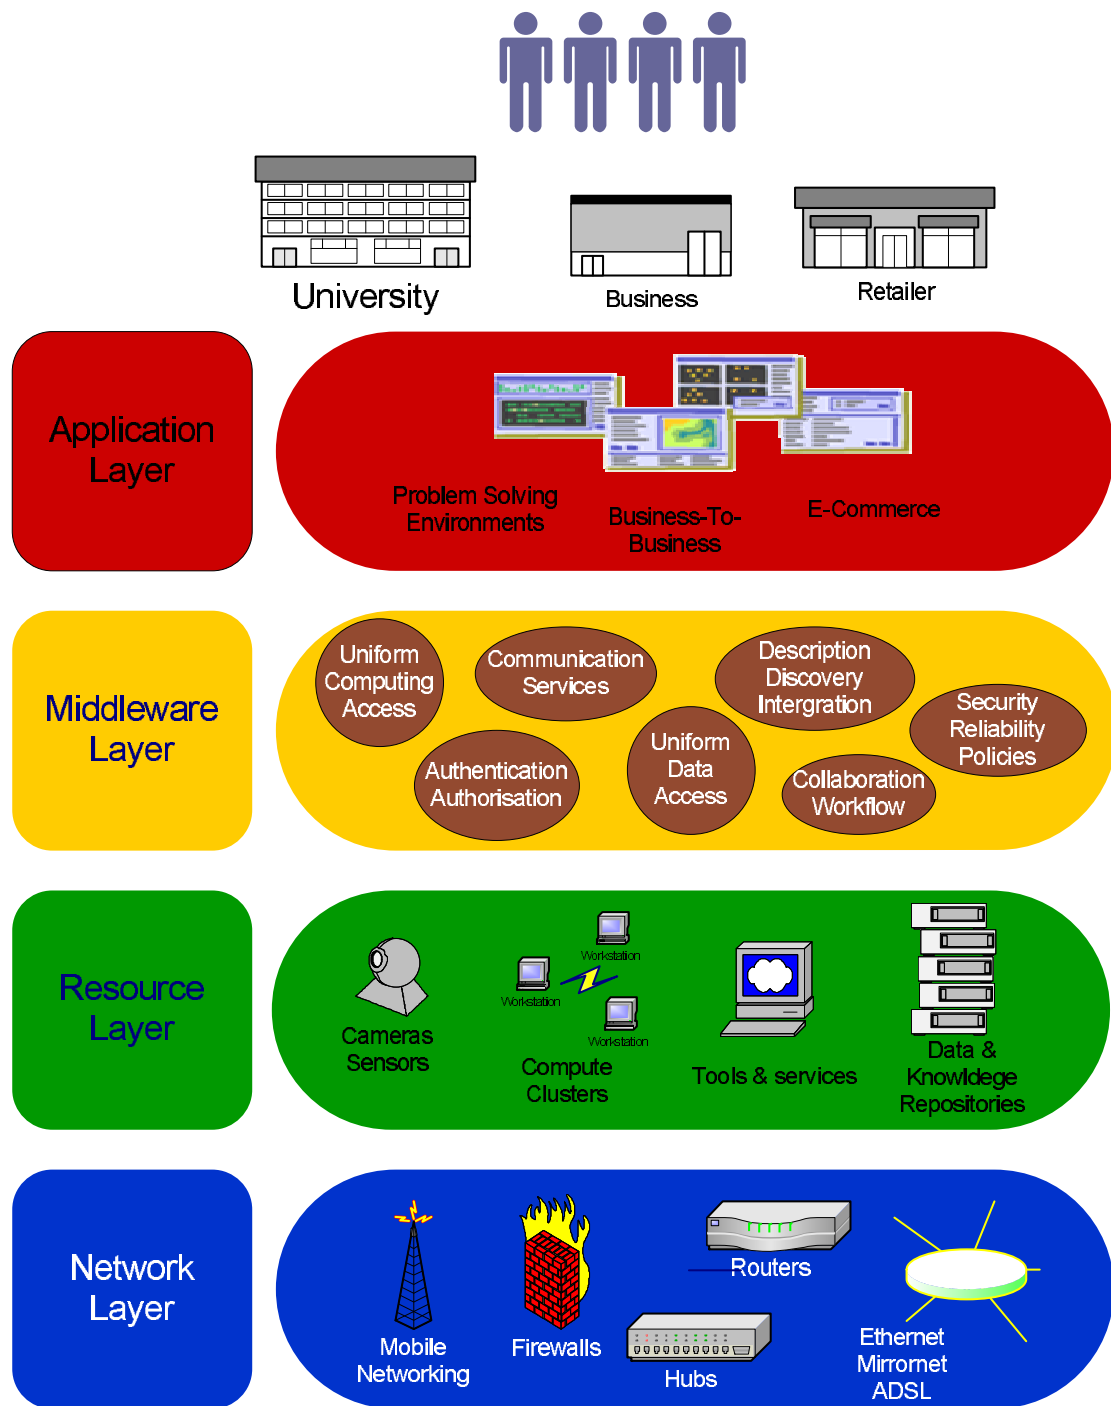 University
Business
Retailer
Application
Layer
Problem Solving
Environments
Business-To-
Business
E-Commerce
Middleware
Layer
Uniform
Computing
Access
Communication
Services
Description
Discovery
Intergration
Security
Reliability
Policies
Authentication
Authorisation
Uniform
Data
Access
Collaboration
Workflow
Resource
Layer
Cameras
Sensors
Workstation
Workstation
Workstation
Compute
Clusters
Tools & services
Data &
Knowldege
Repositories
Network
Layer
Mobile
Networking
Firewalls
Routers
Hubs
Ethernet
Mirrornet
ADSL